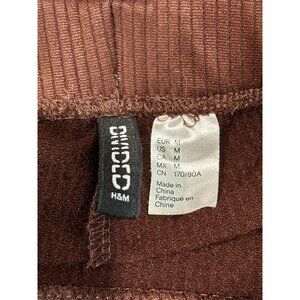 DIVIDED
H&M
EUR M
US M
CA M
MX M
CN 170/80A
Made in
China
Fabriqué en
Chine